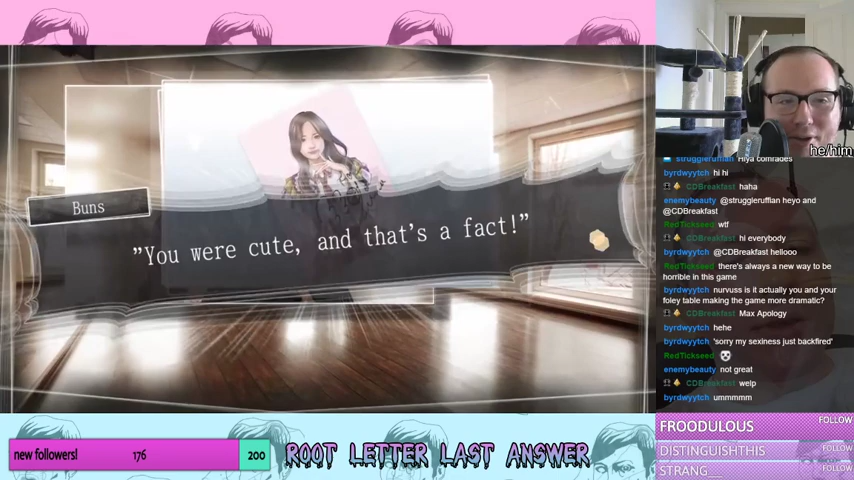 Buns
"You were cute, and that's a fact!"
he/him
struggleruffian Hiya comrades
byrdwyytch hi hi
CDBreakfast haha
enemybeauty @struggleruffian heyo and
@CDBreakfast
RedTickseed wtf
CDBreakfast hi everybody
byrdwyytch @CDBreakfast hellooo
RedTickseed there's always a new way to be
horrible in this game
byrdwyytch nurvuss is it actually you and your
foley table making the game more dramatic?
CDBreakfast Max Apology
byrdwyytch hehe
byrdwyytch 'sorry my sexiness just backfired'
RedTickseed
enemybeauty not great
CDBreakfast welp
byrdwyytch ummmmm
FROODULOUS FOLLOW
DISTINGUISHTHIS FOLLOW
STRANG__ FOLLOW
new followers! 176 200
ROOT LETTER LAST ANSWER